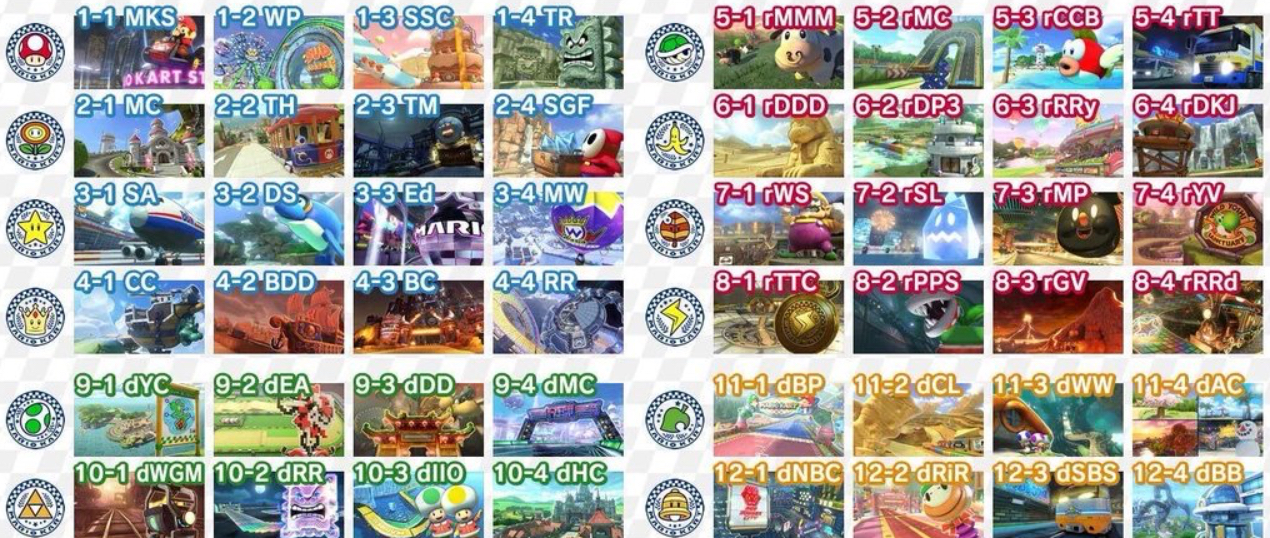 1-1 MKS 1-2 WP 1-3 SSC 1-4 TR 5-1 rMMM 5-2 rMC 5-3 rCCB 5-4 rTT
OKART ST
2-1 MC 2-2 TH 2-3 TM 2-4 SGF 6-1 rDDD 6-2 rDP3 6-3 rRRy 6-4 rDKJ
3-1 SA 3-2 DS 3-3 Ed 3-4 MW 7-1 rWS 7-2 rSL 7-3 rMP 7-4 rYV
MARI
4-1 CC 4-2 BDD 4-3 BC 4-4 RR 8-1 rTTC 8-2 rPPS 8-3 rGV 8-4 rRRd
9-1 dYC 9-2 dEA 9-3 dDD 9-4 dMC 11-1 dBP 11-2 dCL 11-3 dWW 11-4 dAC
10-1 dWGM 10-2 dRR 10-3 dIIO 10-4 dHC 12-1 dNBC 12-2 dRiR 12-3 dSBS 12-4 dBB